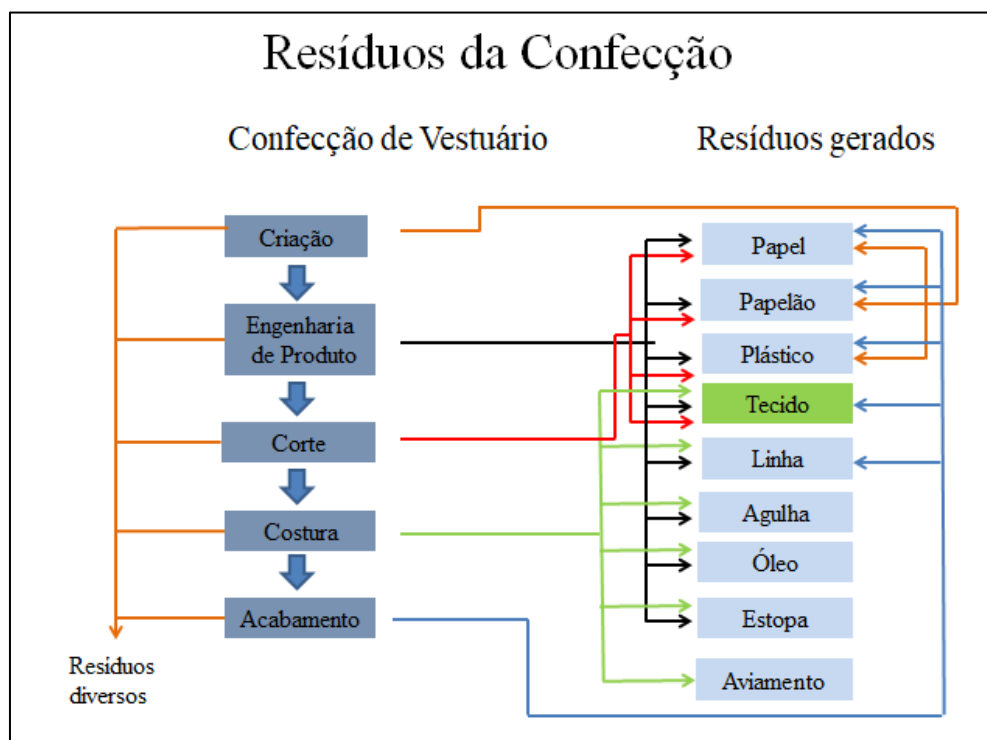 Resíduos da Confecção
Confecção de Vestuário
Resíduos gerados
Criação
Engenharia
de Produto
Corte
Costura
Acabamento
Resíduos
diversos
Papel
Papelão
Plástico
Tecido
Linha
Agulha
Óleo
Estopa
Aviamento